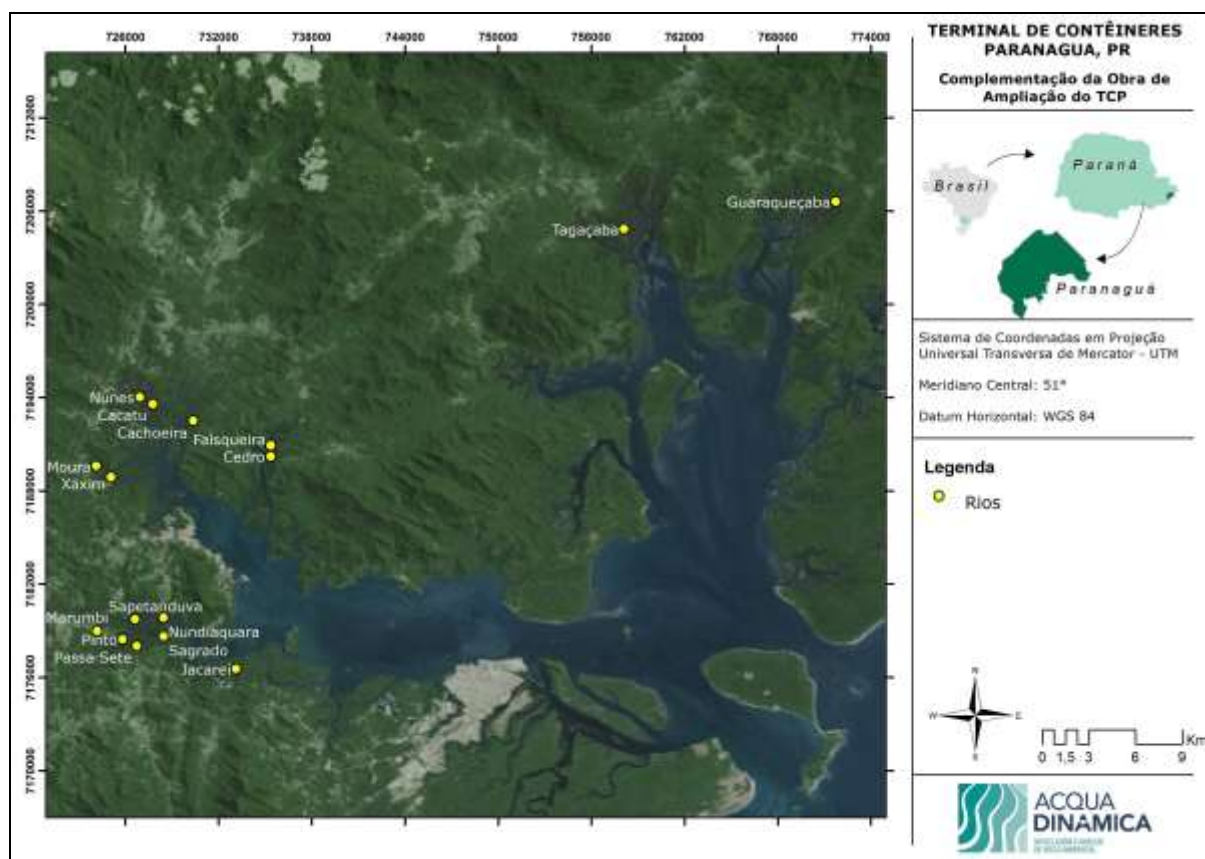 TERMINAL DE CONTÊINERES
PARANAGUA, PR
Complementação da Obra de
Ampliação do TCP
726000 732000 738000 744000 750000 756000 762000 768000 774000
7212000
7206000
7200000
7194000
7188000
7182000
7176000
7170000
Guaraqueçaba
Tagaçaba
Nunes
Cacatu
Cachoeira
Faisqueira
Cedro
Moura
Xaxim
Sapetanduva
Marumbi
Nundiaquara
Pinto
Sagrado
Passa-Sete
Jacarei
Brasil
Paraná
Paranaguá
Sistema de Coordenadas em Projeção
Universal Transversa de Mercator - UTM
Meridiano Central: 51°
Datum Horizontal: WGS 84
Legenda
Rios
N
W E
S
Km
0 1,5 3 6 9
ACQUA
DINAMICA